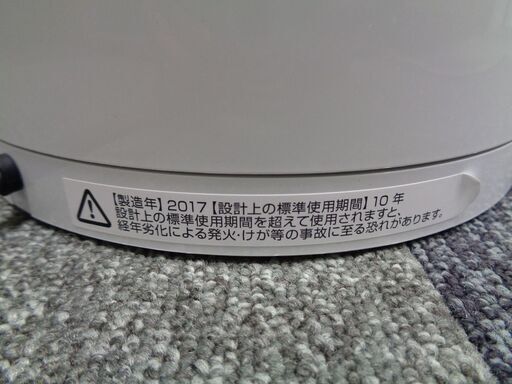 【製造年】2017【設計上の標準使用期間】10 年
設計上の標準使用期間を超えて使用されますと、
経年劣化による発火・けが等の事故に至る恐れがあります。